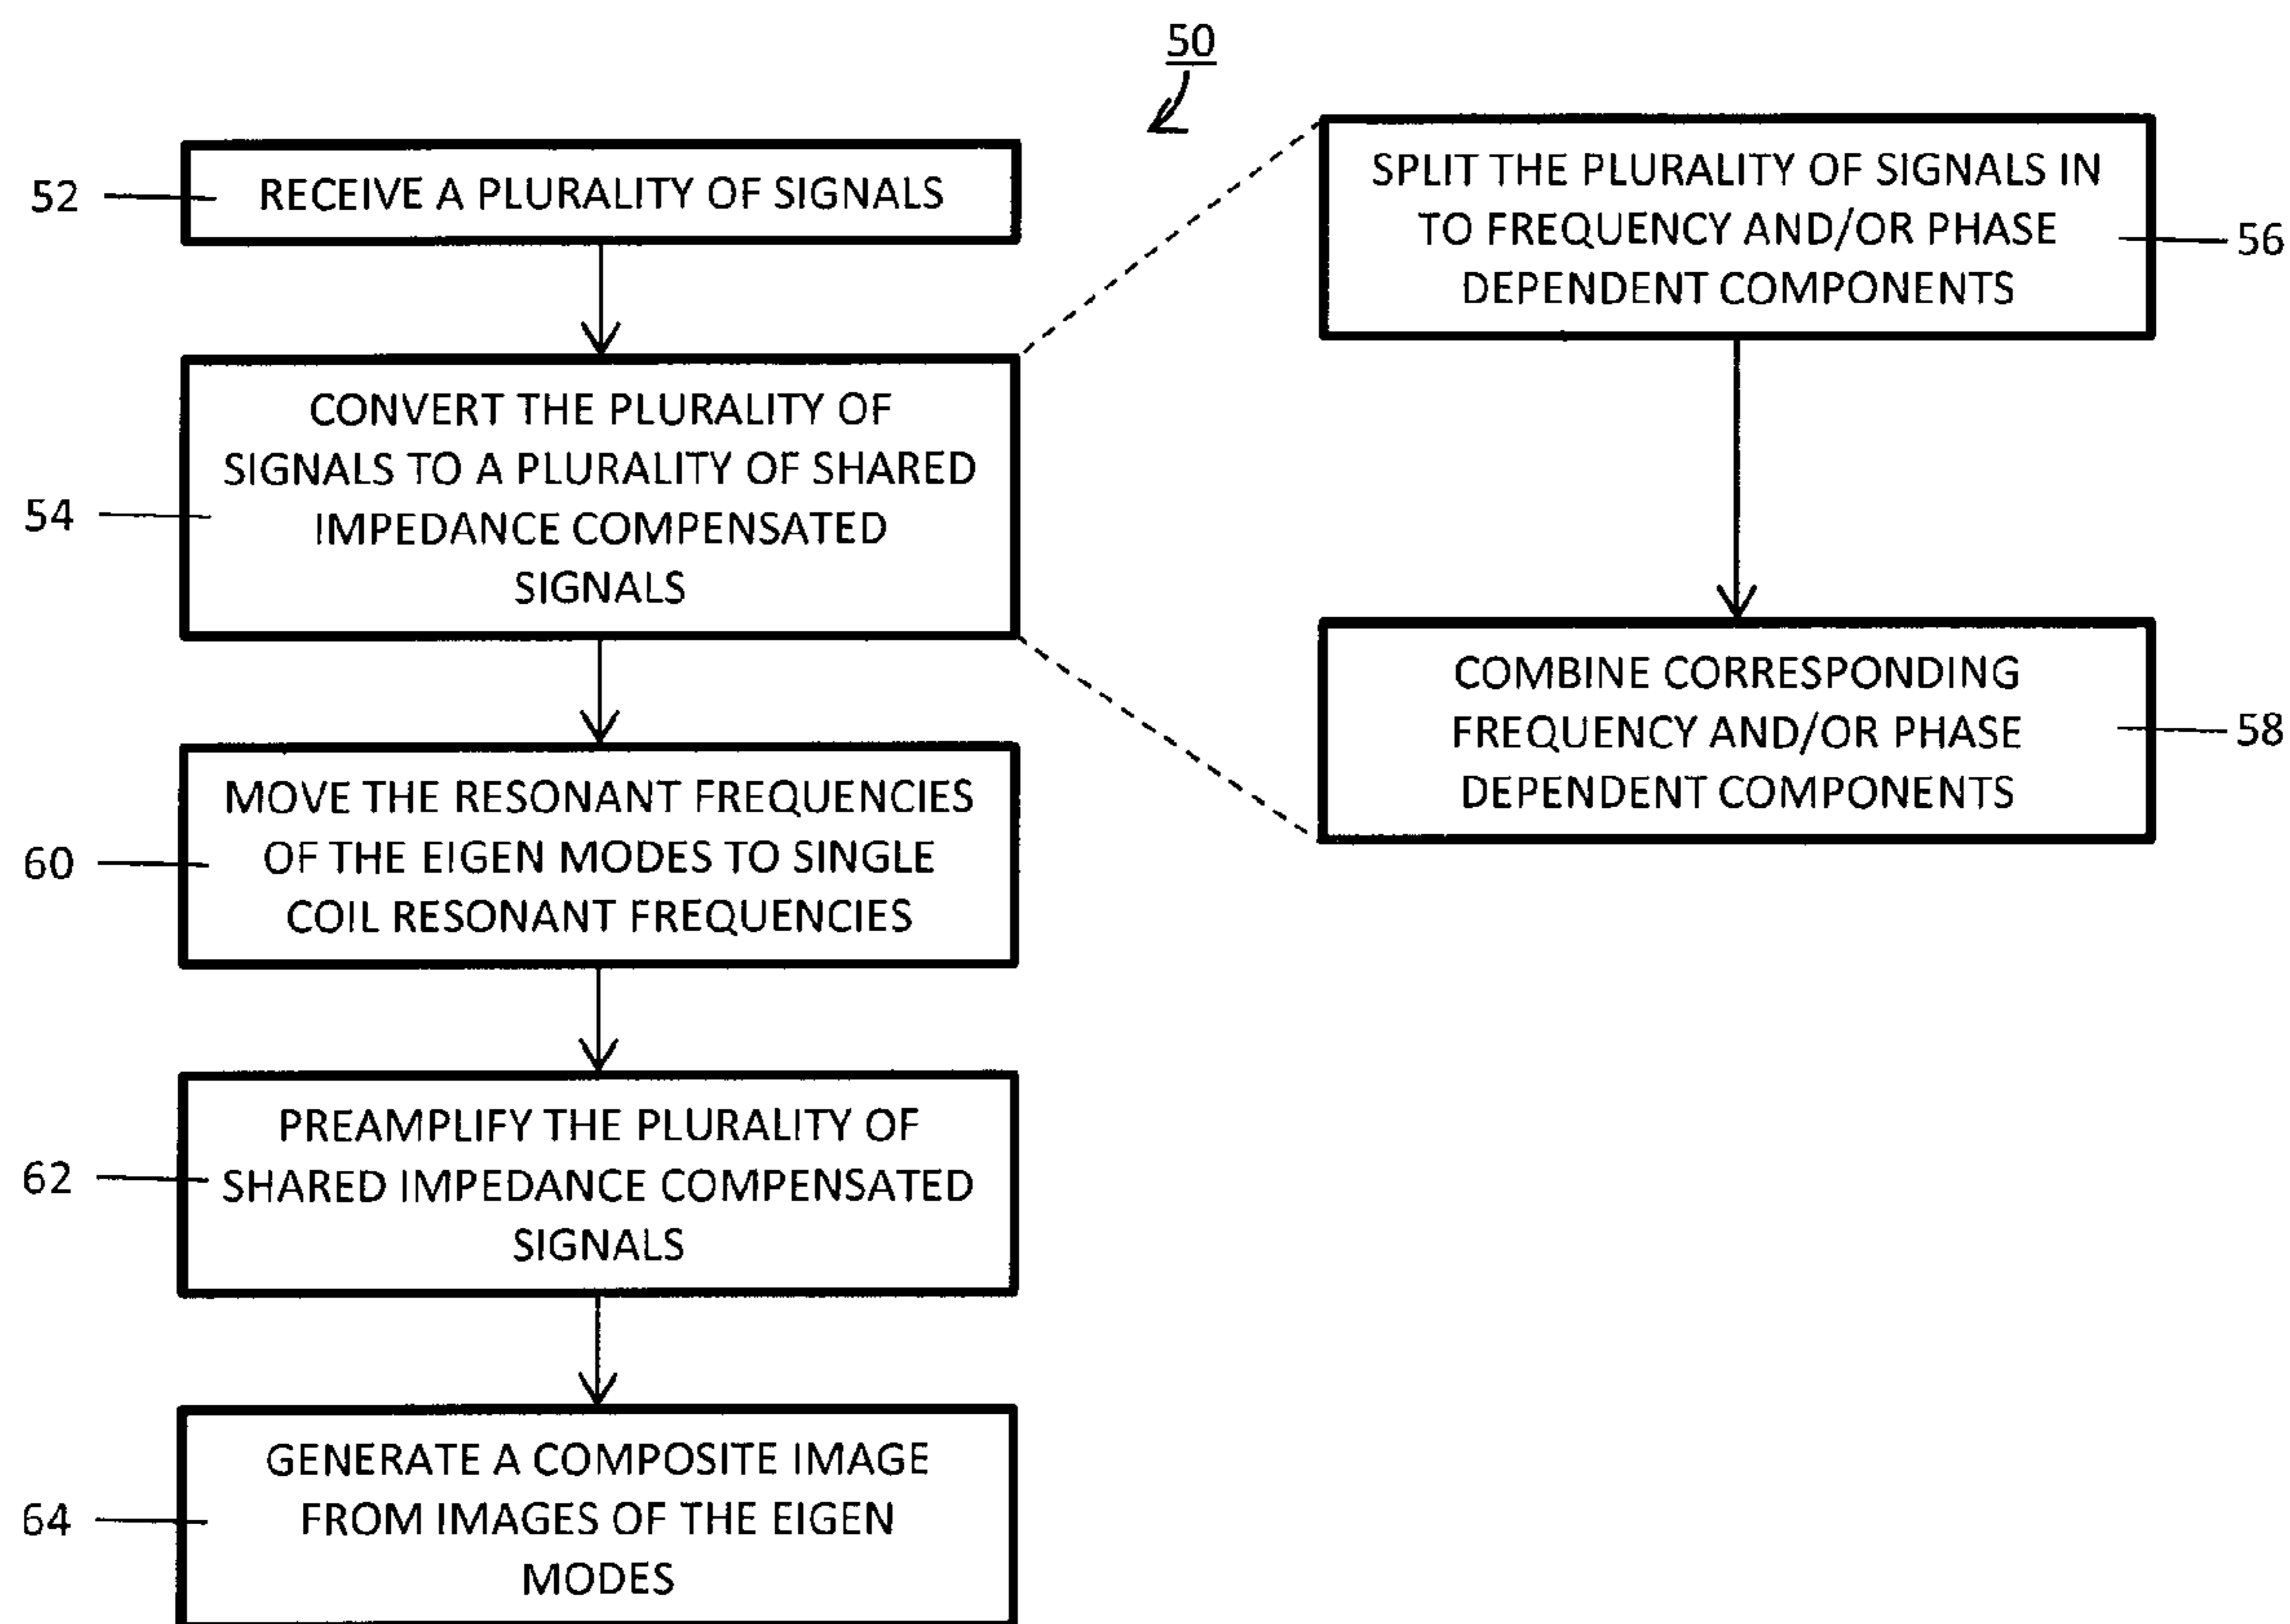 50
52
RECEIVE A PLURALITY OF SIGNALS
54
CONVERT THE PLURALITY OF
SIGNALS TO A PLURALITY OF SHARED
IMPEDANCE COMPENSATED
SIGNALS
SPLIT THE PLURALITY OF SIGNALS IN
TO FREQUENCY AND/OR PHASE
DEPENDENT COMPONENTS
56
COMBINE CORRESPONDING
FREQUENCY AND/OR PHASE
DEPENDENT COMPONENTS
58
60
MOVE THE RESONANT FREQUENCIES
OF THE EIGEN MODES TO SINGLE
COIL RESONANT FREQUENCIES
62
PREAMPLIFY THE PLURALITY OF
SHARED IMPEDANCE COMPENSATED
SIGNALS
64
GENERATE A COMPOSITE IMAGE
FROM IMAGES OF THE EIGEN
MODES